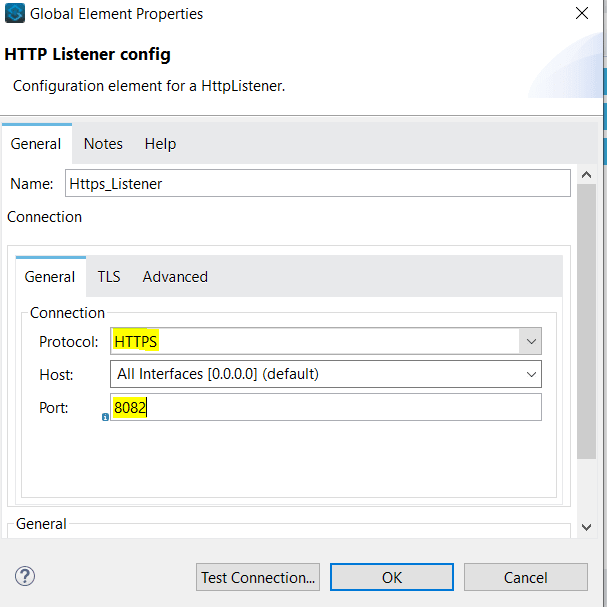 Global Element Properties
HTTP Listener config
Configuration element for a HttpListener.
General Notes Help
Name: Https_Listener
Connection
General TLS Advanced
Connection
Protocol: HTTPS
Host: All Interfaces [0.0.0.0] (default)
Port: 8082
General
Test Connection... OK Cancel